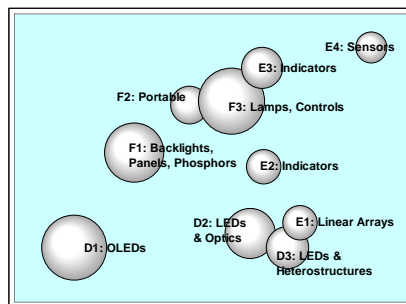 E4: Sensors
E3: Indicators
F2: Portable
F3: Lamps, Controls
F1: Backlights,
Panels, Phosphors
E2: Indicators
D2: LEDs
& Optics
E1: Linear Arrays
D1: OLEDs
D3: LEDs &
Heterostructures